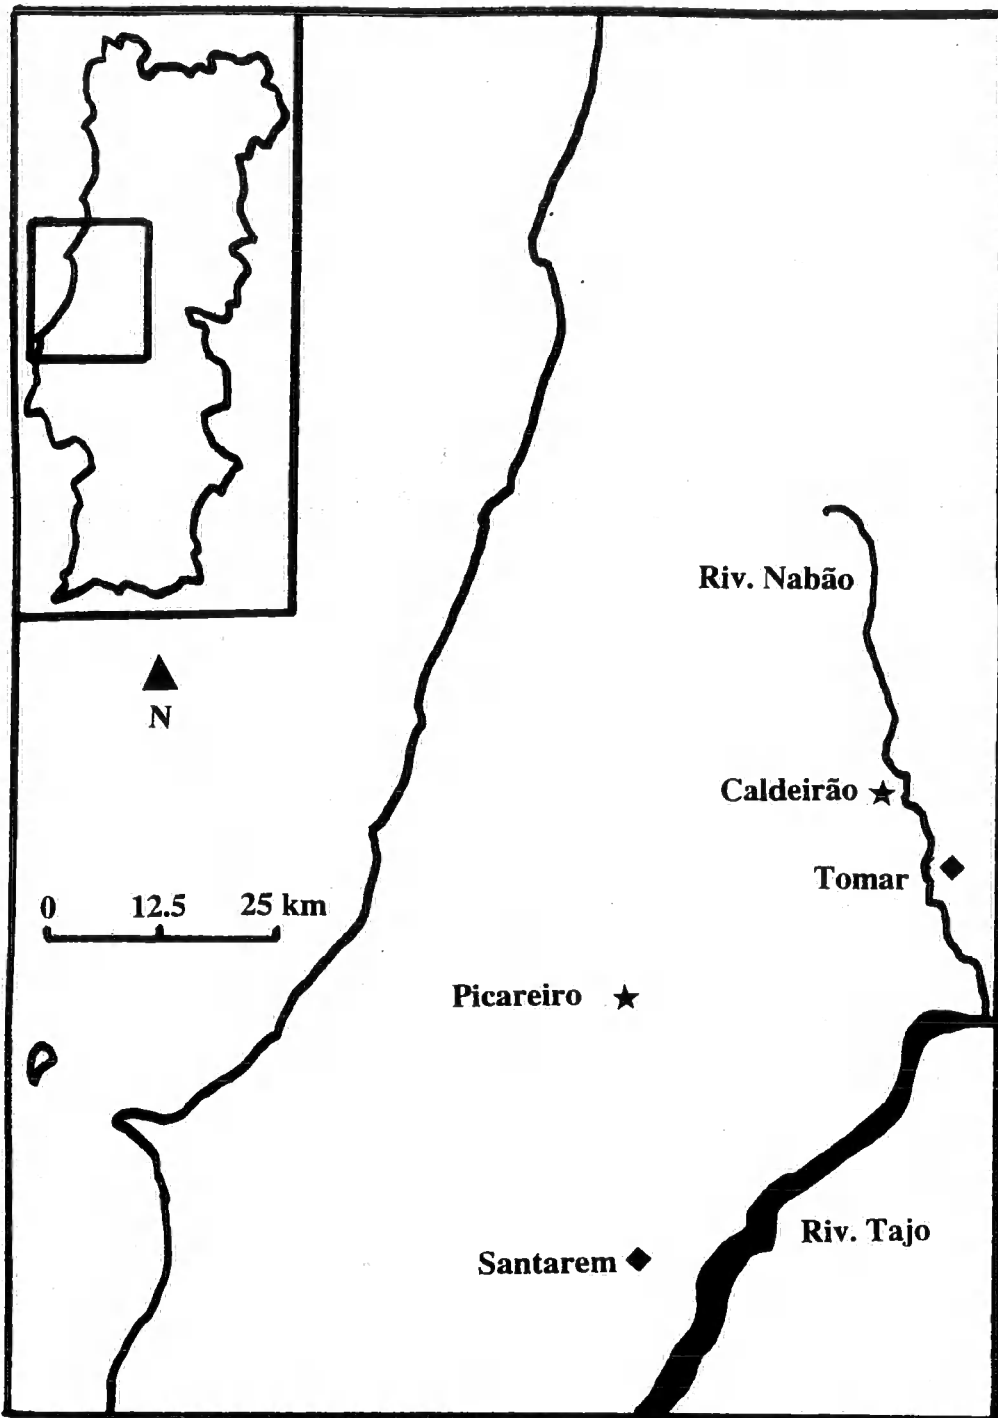 N
Riv. Nabão
Caldeirão
Tomar
0 12.5 25 km
Picareiro
Riv. Tajo
Santarem